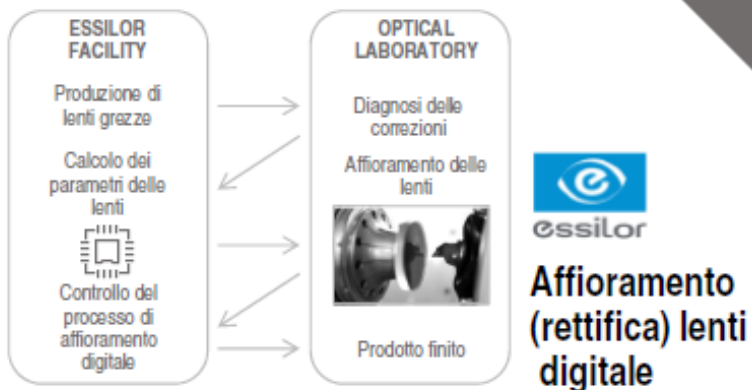 ESSILOR
FACILITY
Produzione di
lenti grezze
Calcolo dei
parametri delle
lenti
Controllo del
processo di
affioramento
digitale
OPTICAL
LABORATORY
Diagnosi delle
correzioni
Affioramento delle
lenti
Prodotto finito
essilor
Affioramento
(rettifica) lenti
digitale